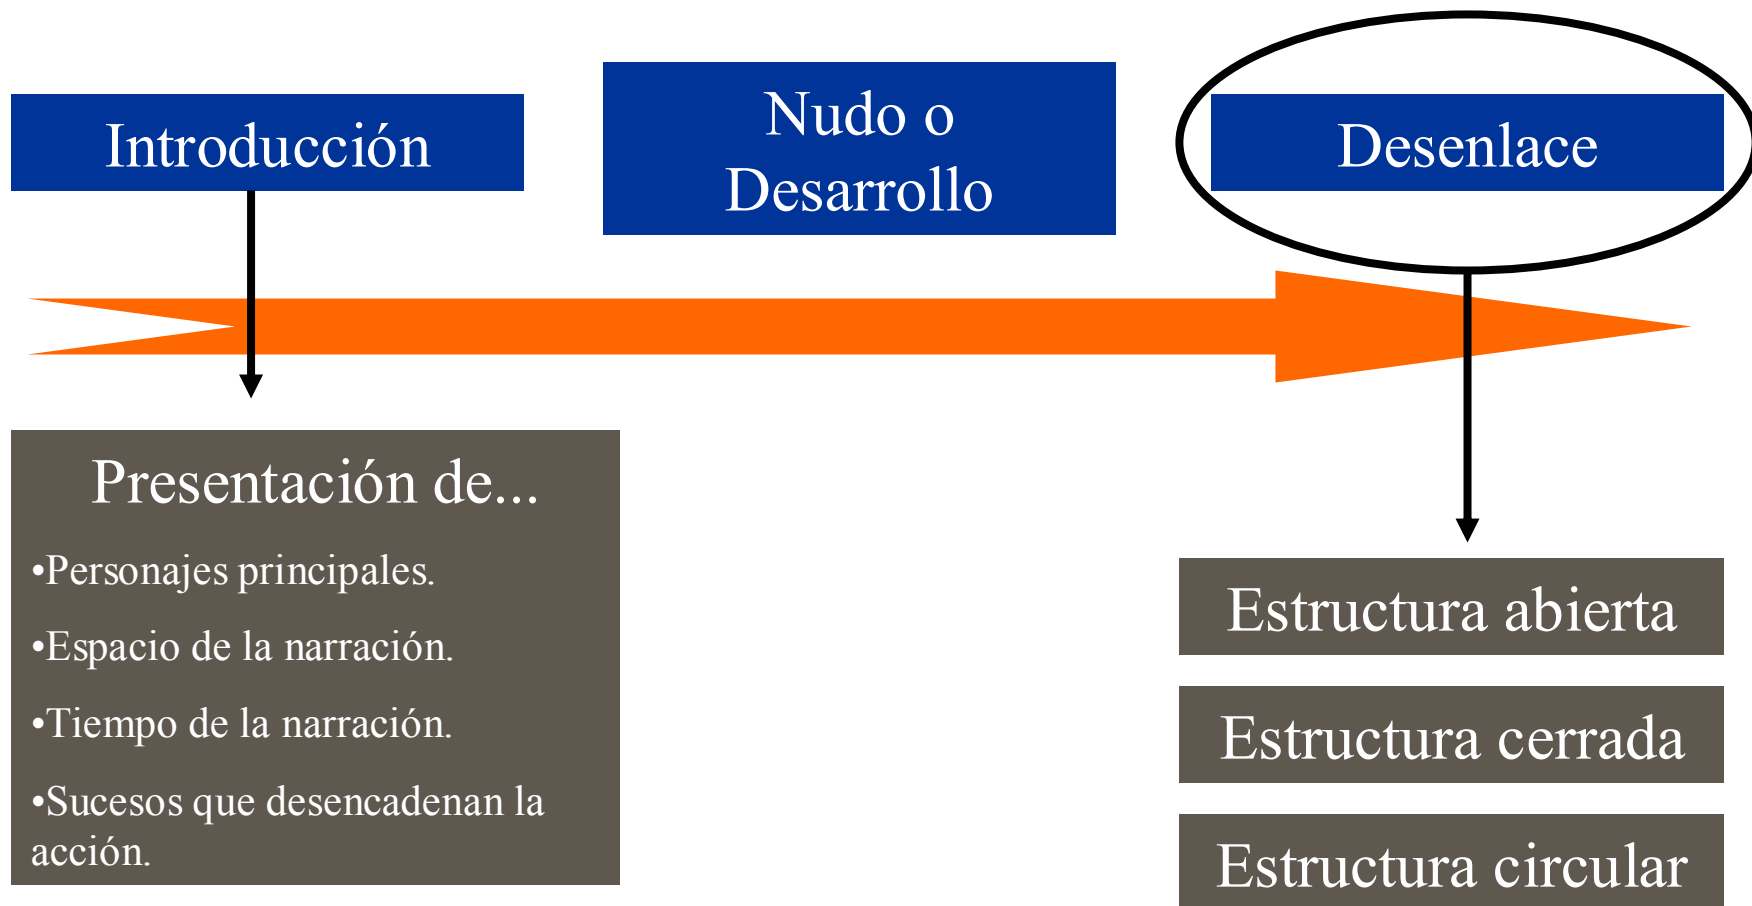 Introducción
Nudo o
Desarrollo
Desenlace
Presentación de...
•Personajes principales.
•Espacio de la narración.
•Tiempo de la narración.
•Sucesos que desencadenan la
acción.
Estructura abierta
Estructura cerrada
Estructura circular